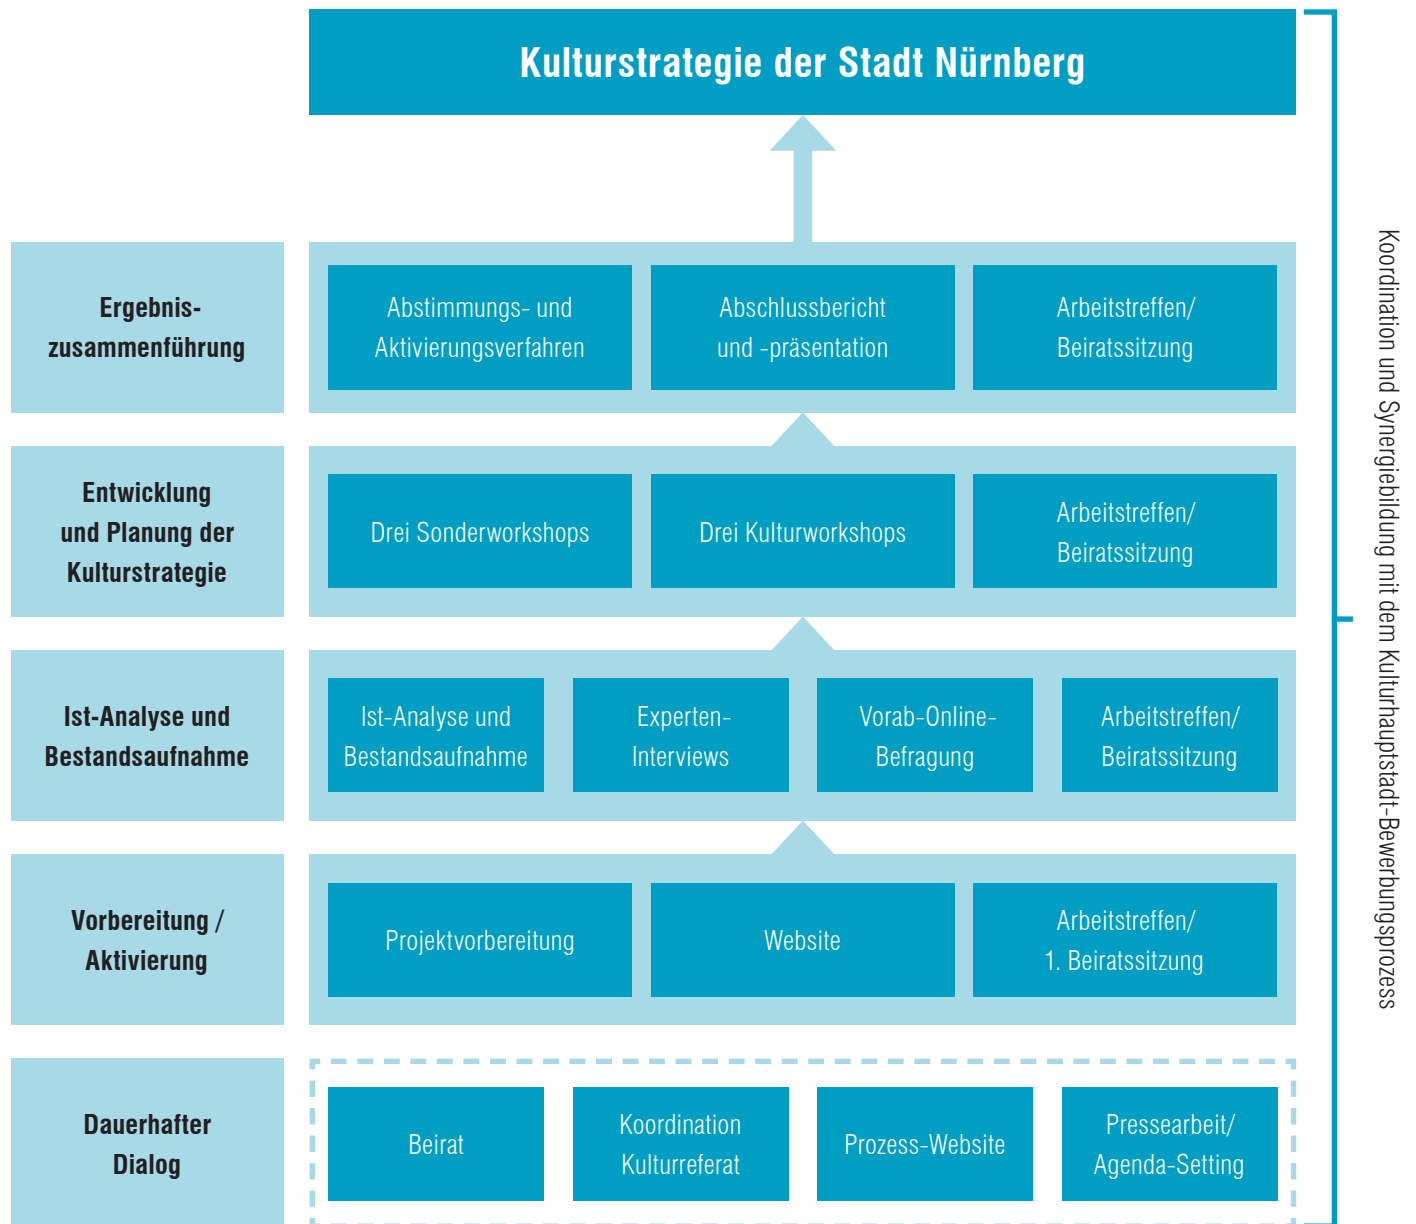 Kulturstrategie der Stadt Nürnberg
Ergebnis-
zusammenführung
Abstimmungs- und
Aktivierungsverfahren
Abschlussbericht
und -präsentation
Arbeitstreffen/
Beiratssitzung
Entwicklung
und Planung der
Kulturstrategie
Drei Sonderworkshops
Drei Kulturworkshops
Arbeitstreffen/
Beiratssitzung
Ist-Analyse und
Bestandsaufnahme
Ist-Analyse und
Bestandsaufnahme
Experten-
Interviews
Vorab-Online-
Befragung
Arbeitstreffen/
Beiratssitzung
Vorbereitung /
Aktivierung
Projektvorbereitung
Website
Arbeitstreffen/
1. Beiratssitzung
Dauerhafter
Dialog
Beirat
Koordination
Kulturreferat
Prozess-Website
Pressearbeit/
Agenda-Setting
Koordination und Synergiebildung mit dem Kulturhauptstadt-Bewerbungsprozess